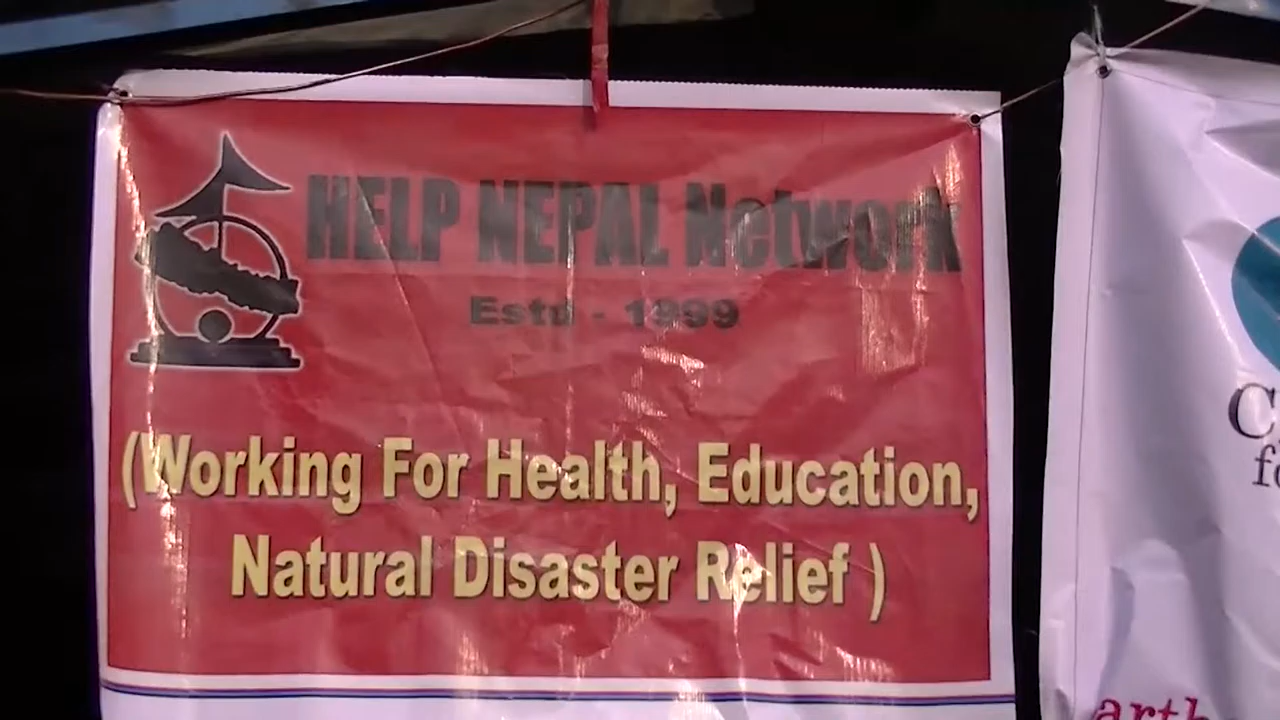 HELP NEPAL Network
Estd - 1999
(Working For Health, Education,
Natural Disaster Relief )